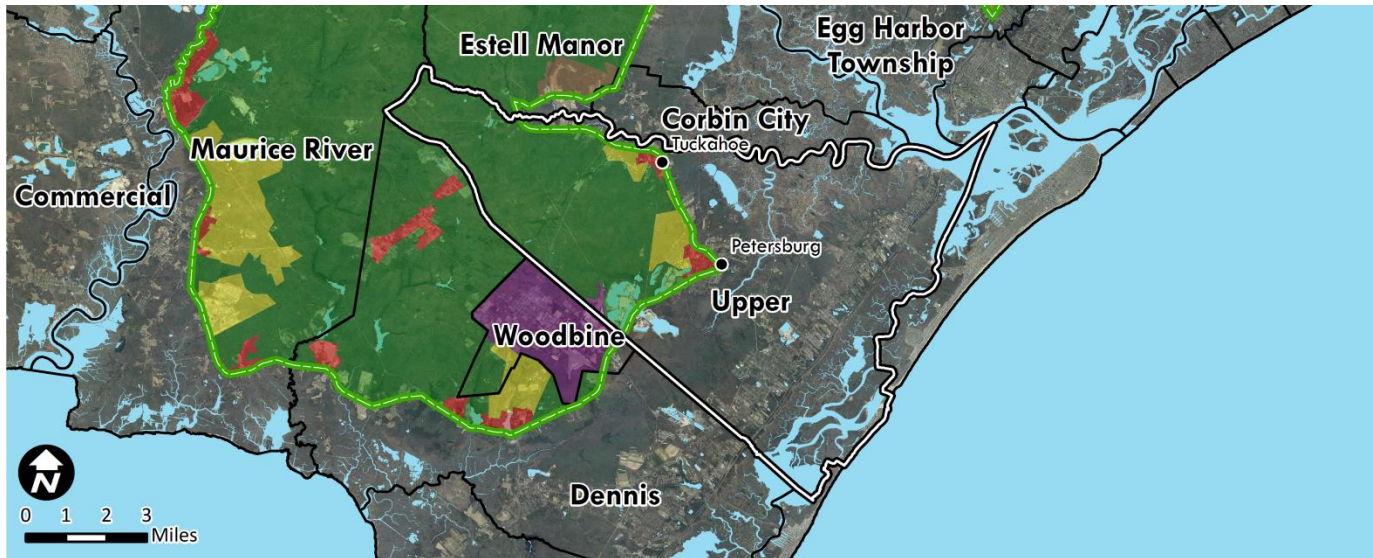 Estell Manor
Egg Harbor
Township
Corbin City
Tuckahoe
Maurice River
Commercial
Petersburg
Upper
Woodbine
Dennis
N
0 1 2 3
Miles